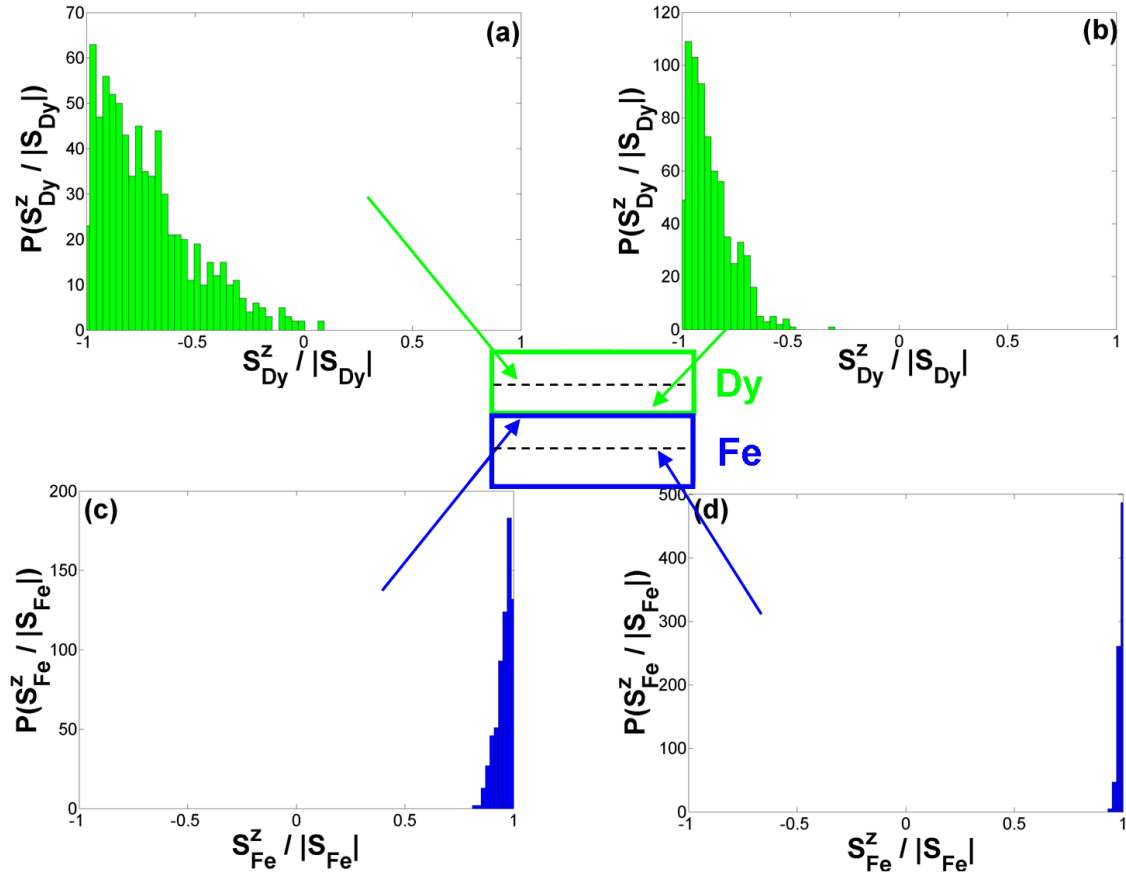 (a)
P(S^z_Dy / |S_Dy|)
70
60
50
40
30
20
10
0
-1 -0.5 0 0.5 1
S^z_Dy / |S_Dy|
(b)
P(S^z_Dy / |S_Dy|)
120
100
80
60
40
20
0
-1 -0.5 0 0.5 1
S^z_Dy / |S_Dy|
Dy
Fe
(c)
P(S^z_Fe / |S_Fe|)
200
150
100
50
0
-1 -0.5 0 0.5 1
S^z_Fe / |S_Fe|
(d)
P(S^z_Fe / |S_Fe|)
500
400
300
200
100
0
-1 -0.5 0 0.5 1
S^z_Fe / |S_Fe|